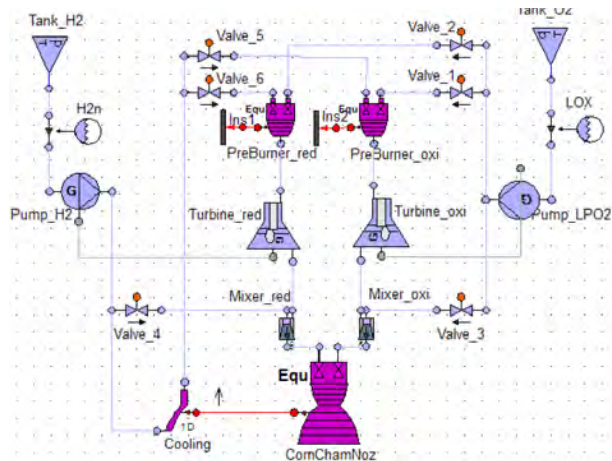 Tank_H2
Tank_O2
Valve_5
Valve_2
Valve_6
Valve_1
H2n
LOX
Equ
Equ
Ins1
Ins2
PreBurner_red
PreBurner_oxi
G
G
Pump_H2
Turbine_red
Turbine_oxi
Pump_LPO2
G
G
Mixer_red
Mixer_oxi
Valve_4
Valve_3
Equ
1D
Cooling
ComChamNoz